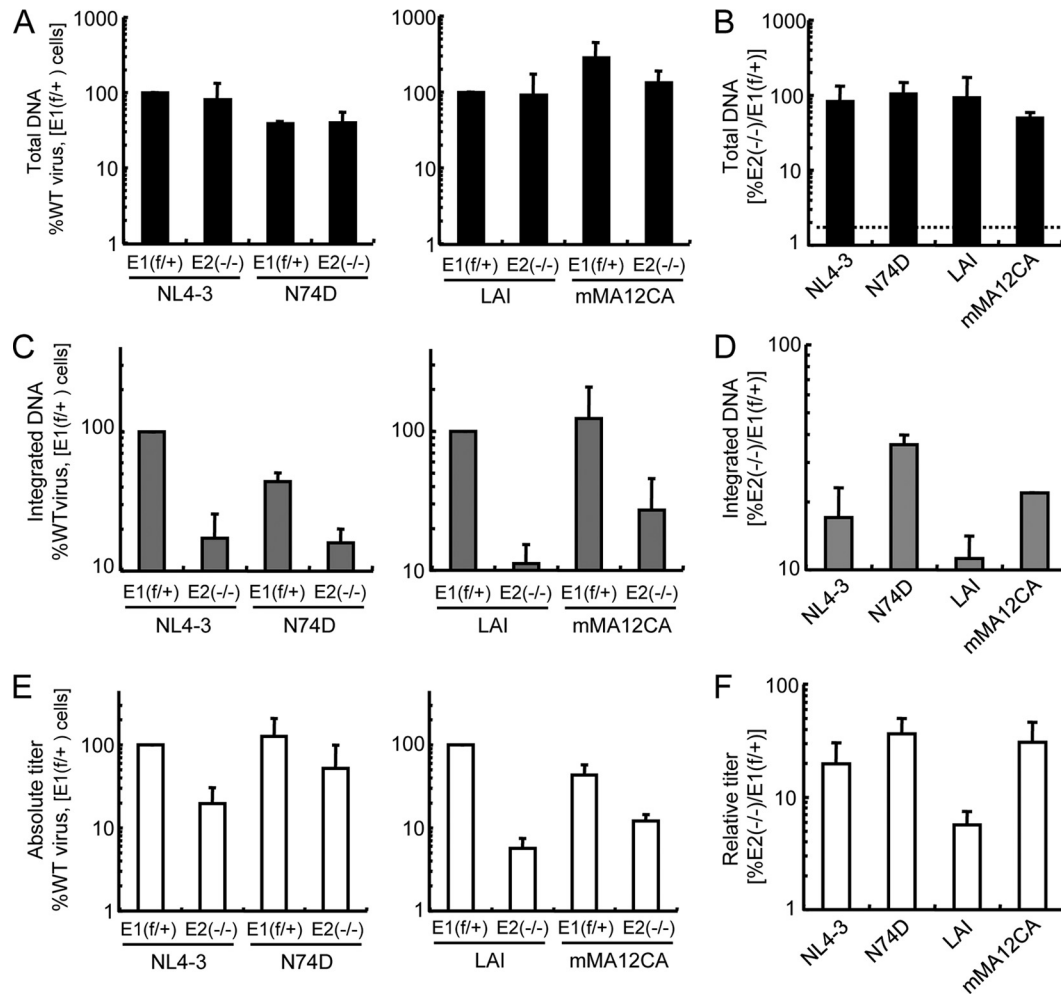 A
Total DNA
%WT virus, [E1(f/+ ) cells]
1000
100
10
1
E1(f/+) E2(-/-) E1(f/+) E2(-/-)
NL4-3 N74D
1000
100
10
1
E1(f/+) E2(-/-) E1(f/+) E2(-/-)
LAI mMA12CA
B
Total DNA
[%E2(-/-)/E1(f/+)]
1000
100
10
1
NL4-3 N74D LAI mMA12CA
C
Integrated DNA
%WTvirus, [E1(f/+ ) cells]
100
10
E1(f/+) E2(-/-) E1(f/+) E2(-/-)
NL4-3 N74D
100
10
E1(f/+) E2(-/-) E1(f/+) E2(-/-)
LAI mMA12CA
D
Integrated DNA
[%E2(-/-)/E1(f/+)]
100
10
NL4-3 N74D LAI mMA12CA
E
Absolute titer
%WT virus, [E1(f/+ ) cells]
100
10
1
E1(f/+) E2(-/-) E1(f/+) E2(-/-)
NL4-3 N74D
100
10
1
E1(f/+) E2(-/-) E1(f/+) E2(-/-)
LAI mMA12CA
F
Relative titer
[%E2(-/-)/E1(f/+)]
100
10
1
NL4-3 N74D LAI mMA12CA